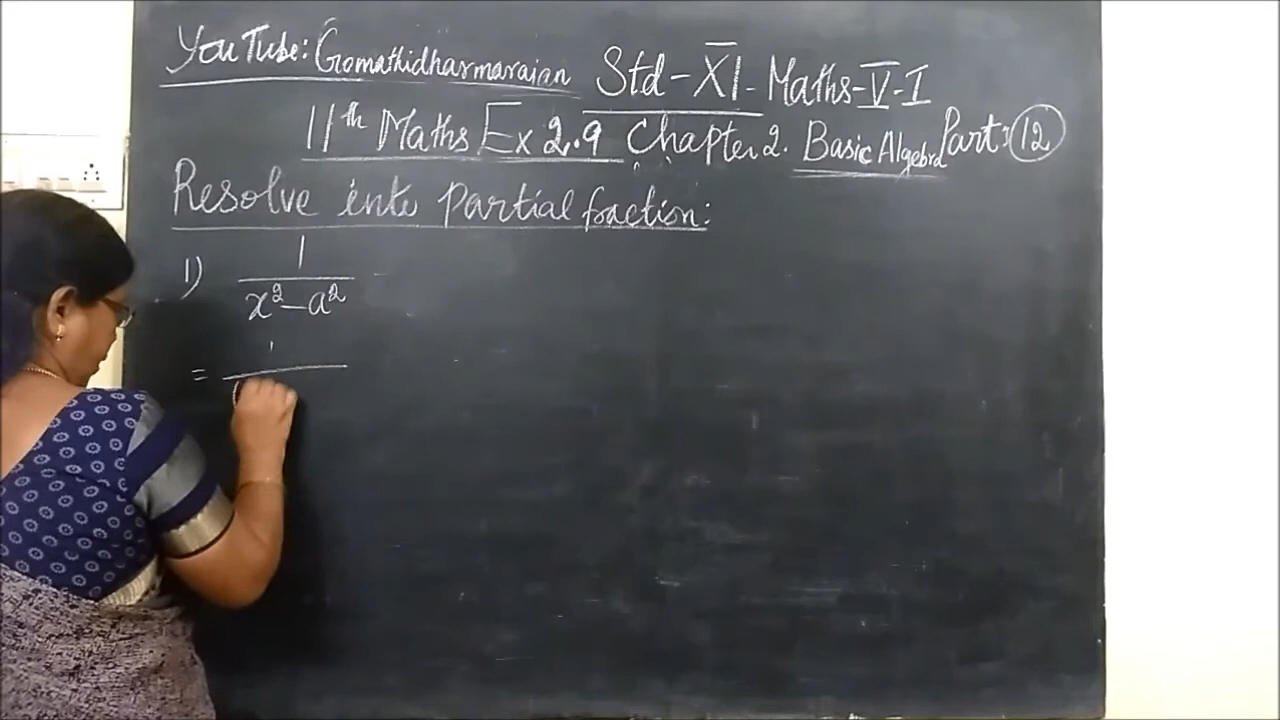 YouTube: Gomathidharmarajan Std-XI-Maths-V-I
11th Maths Ex 2.9 Chapter 2. Basic Algebra Part: 12
Resolve into partial fraction:
1) 1
x²-a²
= 1
(